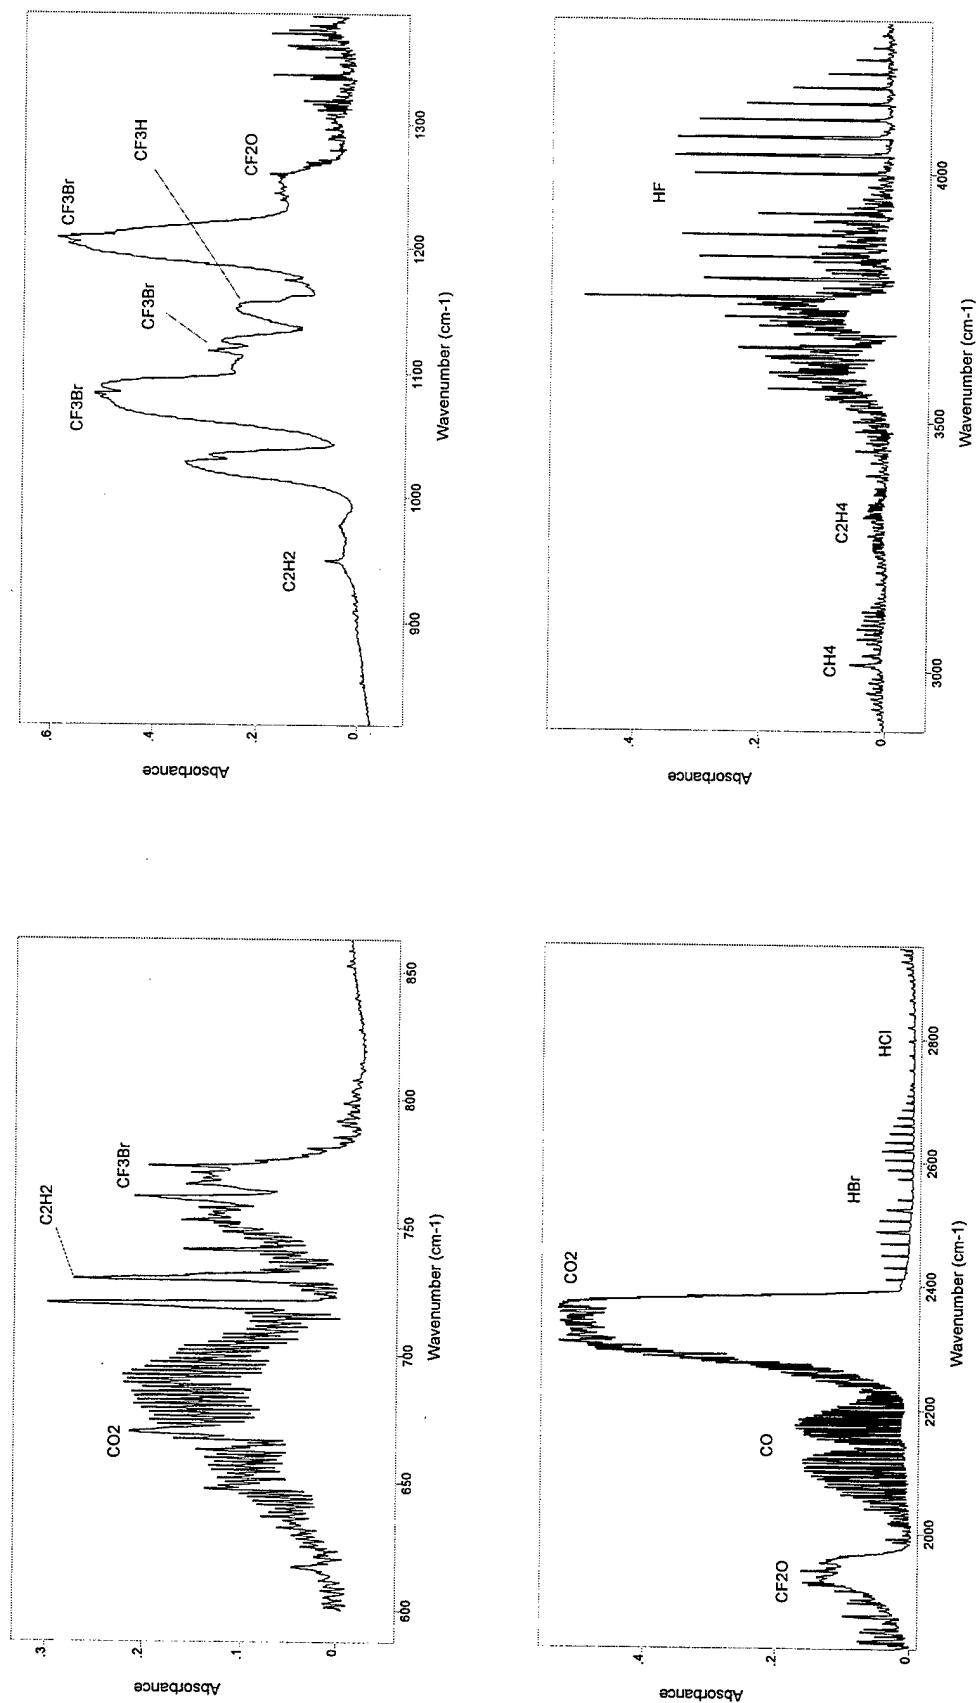 .3
.2
.1
0.
Absorbance
CO2
C2H2
CF3Br
600
650
700
750
800
850
Wavenumber (cm-1)
.6
.4
.2
0.
Absorbance
C2H2
CF3Br
CF3Br
CF3H
CF3Br
CF2O
900
1000
1100
1200
1300
Wavenumber (cm-1)
.4
.2
0.
Absorbance
CF2O
CO
CO2
HBr
HCl
2000
2200
2400
2600
2800
Wavenumber (cm-1)
.4
.2
0.
Absorbance
CH4
C2H4
HF
3000
3500
4000
Wavenumber (cm-1)